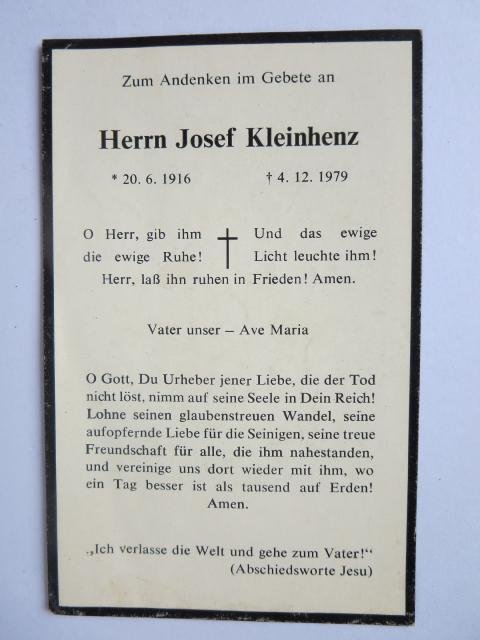 Zum Andenken im Gebete an
Herrn Josef Kleinhenz
* 20. 6. 1916 † 4. 12. 1979
O Herr, gib ihm Und das ewige
die ewige Ruhe! Licht leuchte ihm!
Herr, laß ihn ruhen in Frieden! Amen.
Vater unser – Ave Maria
O Gott, Du Urheber jener Liebe, die der Tod
nicht löst, nimm auf seine Seele in Dein Reich!
Lohne seinen glaubenstreuen Wandel, seine
aufopfernde Liebe für die Seinigen, seine treue
Freundschaft für alle, die ihm nahestanden,
und vereinige uns dort wieder mit ihm, wo
ein Tag besser ist als tausend auf Erden!
Amen.
„Ich verlasse die Welt und gehe zum Vater!“
(Abschiedsworte Jesu)